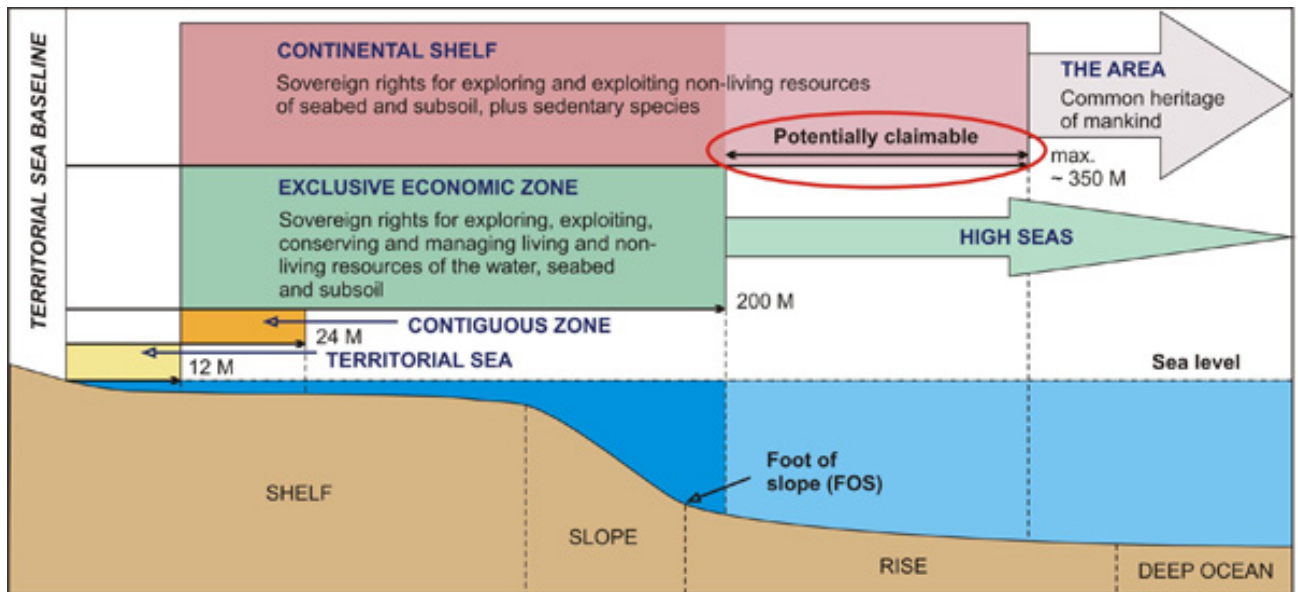 TERRITORIAL SEA BASELINE
CONTINENTAL SHELF
Sovereign rights for exploring and exploiting non-living resources
of seabed and subsoil, plus sedentary species
THE AREA
Common heritage
of mankind
Potentially claimable
max.
~ 350 M
EXCLUSIVE ECONOMIC ZONE
Sovereign rights for exploring, exploiting,
conserving and managing living and non-
living resources of the water, seabed
and subsoil
HIGH SEAS
200 M
CONTIGUOUS ZONE
24 M
TERRITORIAL SEA
12 M
Sea level
Foot of
slope (FOS)
SHELF
SLOPE
RISE
DEEP OCEAN